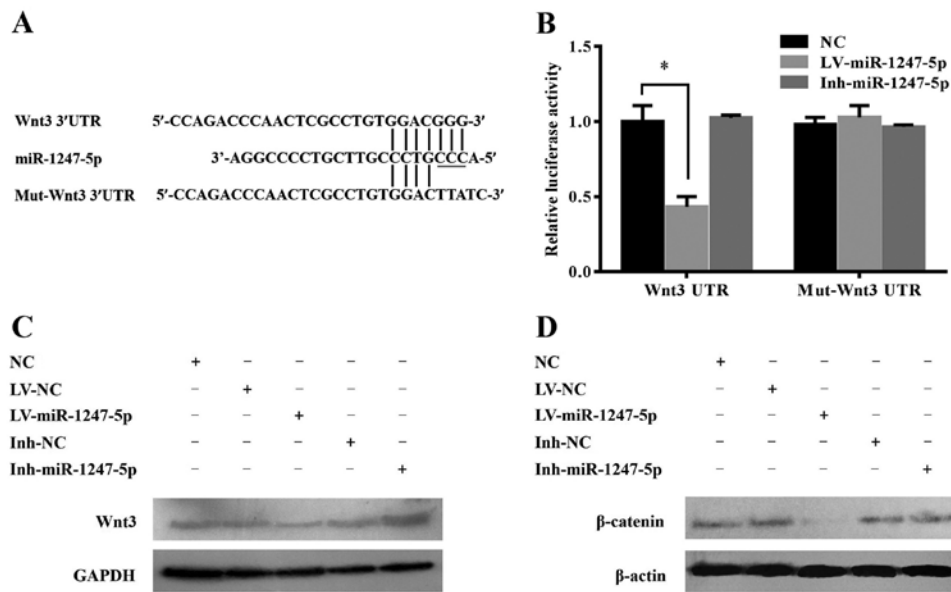 A
Wnt3 3′UTR 5′-CCAGACCCAACTCGCCTGTGGACGGG-3′
miR-1247-5p 3′-AGGCCCCTGCTTGCCCTGCCCA-5′
Mut-Wnt3 3′UTR 5′-CCAGACCCAACTCGCCTGTGGACTTATC-3′
B
Relative luciferase activity
1.5
1.0
0.5
0.0
NC
LV-miR-1247-5p
Inh-miR-1247-5p
*
Wnt3 UTR Mut-Wnt3 UTR
C
NC + − − − −
LV-NC − + − − −
LV-miR-1247-5p − − + − −
Inh-NC − − − + −
Inh-miR-1247-5p − − − − +
Wnt3
GAPDH
D
NC + − − − −
LV-NC − + − − −
LV-miR-1247-5p − − + − −
Inh-NC − − − + −
Inh-miR-1247-5p − − − − +
β-catenin
β-actin